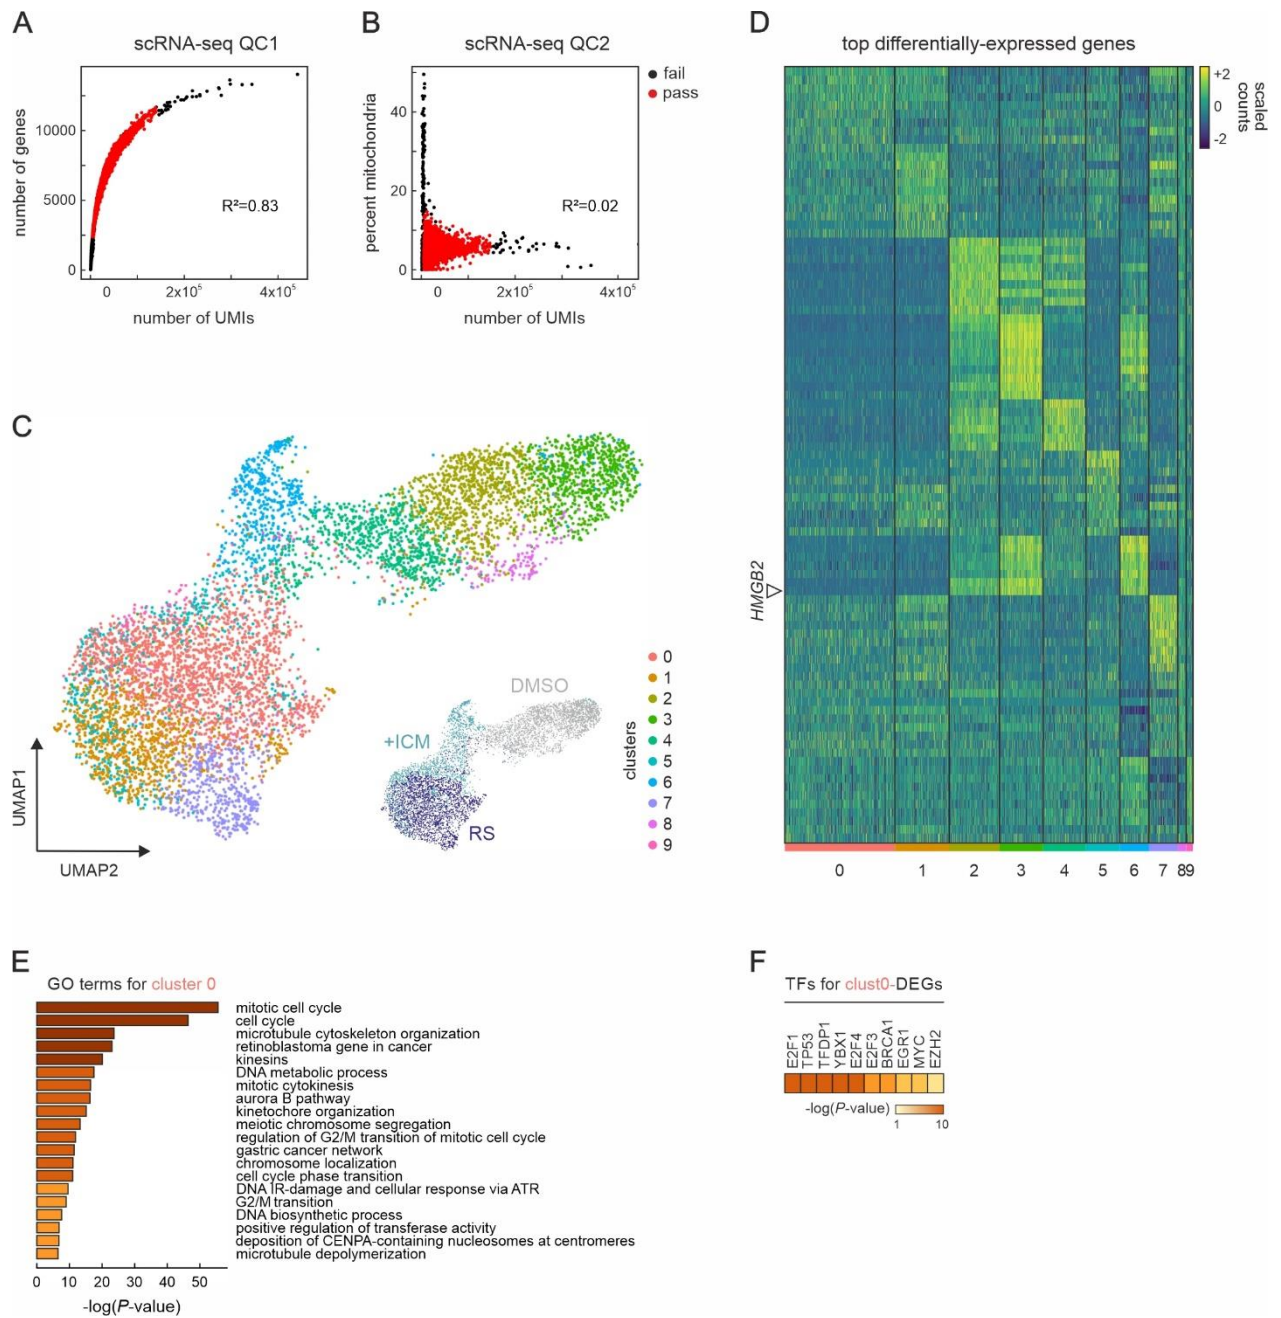 A
scRNA-seq QC1
number of genes
10000
5000
0
R²=0.83
0
2x10⁵
4x10⁵
number of UMIs
B
scRNA-seq QC2
percent mitochondria
40
20
0
R²=0.02
0
2x10⁵
4x10⁵
number of UMIs
fail
pass
D
top differentially-expressed genes
+2
0
-2
scaled
counts
HMGB2
0 1 2 3 4 5 6 7 8 9
C
DMSO
+ICM
RS
UMAP1
UMAP2
clusters
0
1
2
3
4
5
6
7
8
9
E
GO terms for cluster 0
mitotic cell cycle
cell cycle
microtubule cytoskeleton organization
retinoblastoma gene in cancer
kinesins
DNA metabolic process
mitotic cytokinesis
aurora B pathway
kinetochore organization
meiotic chromosome segregation
regulation of G2/M transition of mitotic cell cycle
gastric cancer network
chromosome localization
cell cycle phase transition
DNA IR-damage and cellular response via ATR
G2/M transition
DNA biosynthetic process
positive regulation of transferase activity
deposition of CENPA-containing nucleosomes at centromeres
microtubule depolymerization
0 10 20 30 40 50
-log(P-value)
F
TFs for clust0-DEGs
E2F1
TP53
TFDP1
YBX1
E2F4
E2F3
BRCA1
EGR1
MYC
EZH2
-log(P-value)
1 10